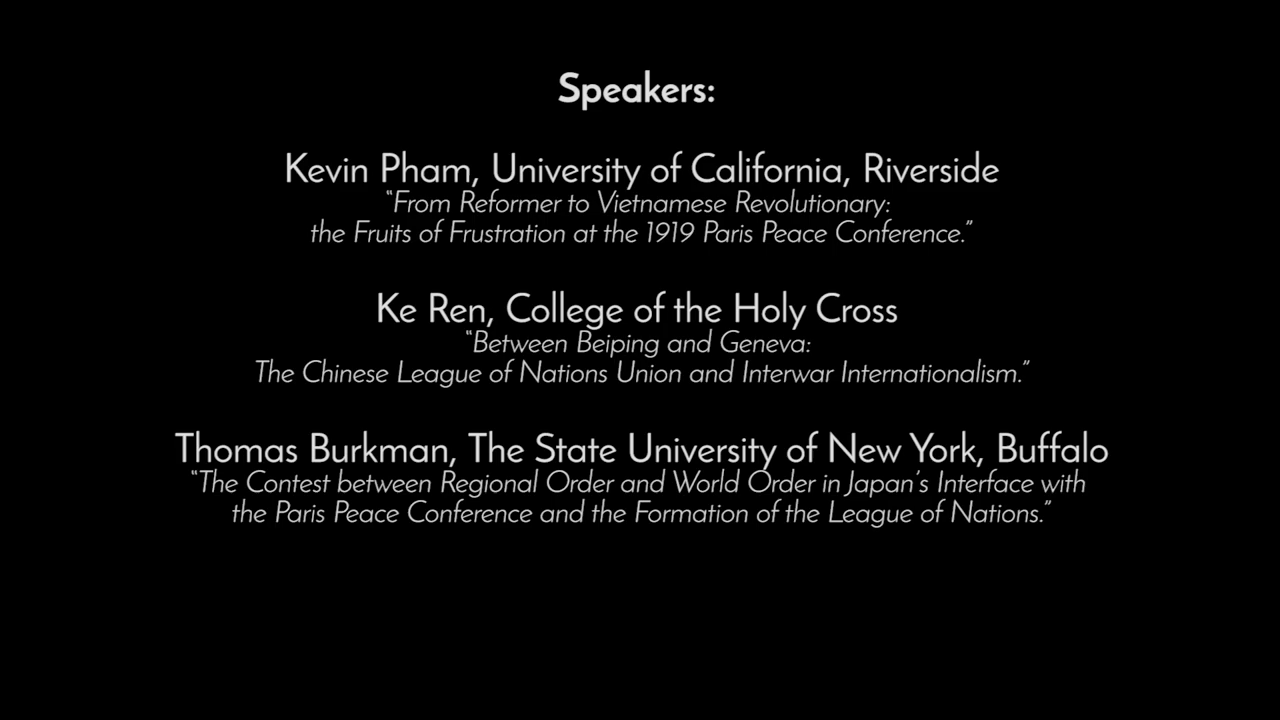 Speakers:
Kevin Pham, University of California, Riverside
“From Reformer to Vietnamese Revolutionary:
the Fruits of Frustration at the 1919 Paris Peace Conference.”
Ke Ren, College of the Holy Cross
“Between Beiping and Geneva:
The Chinese League of Nations Union and Interwar Internationalism.”
Thomas Burkman, The State University of New York, Buffalo
“The Contest between Regional Order and World Order in Japan’s Interface with
the Paris Peace Conference and the Formation of the League of Nations.”